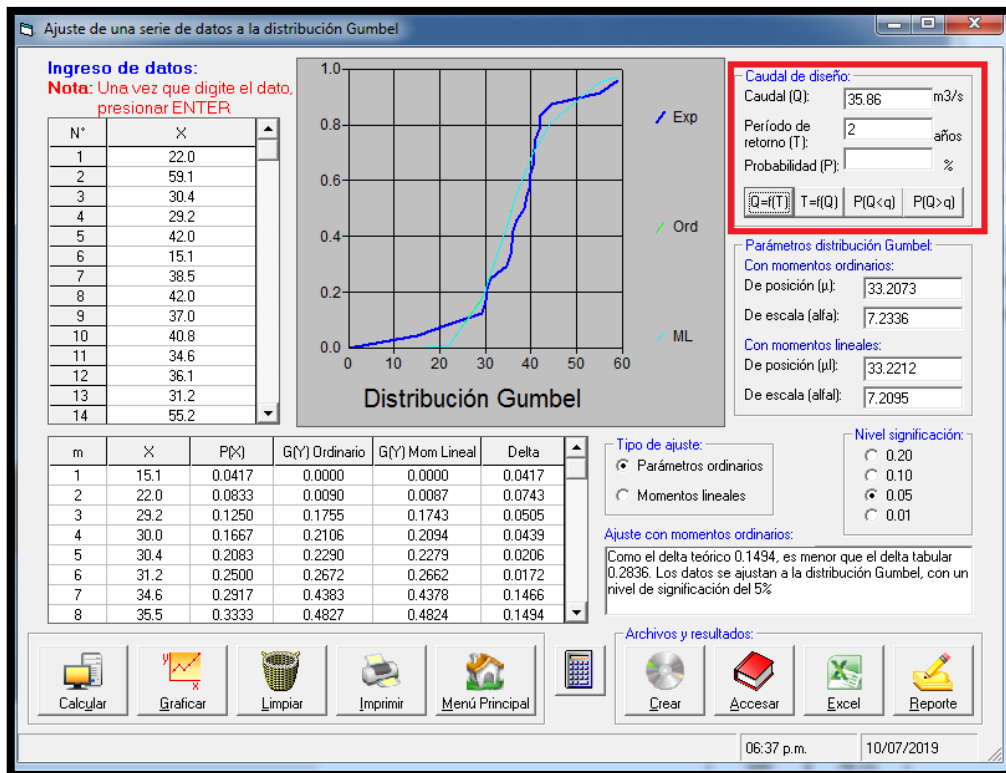 Ajuste de una serie de datos a la distribución Gumbel
Ingreso de datos:
Nota: Una vez que digite el dato,
presionar ENTER
N° X
1 22.0
2 59.1
3 30.4
4 29.2
5 42.0
6 15.1
7 38.5
8 42.0
9 37.0
10 40.8
11 34.6
12 36.1
13 31.2
14 55.2
1.0
0.8
0.6
0.4
0.2
0.0
0 10 20 30 40 50 60
Distribución Gumbel
Exp
Ord
ML
Caudal de diseño:
Caudal (Q): 35.86 m3/s
Período de
retorno (T): 2 años
Probabilidad (P): %
Q=f(T) T=f(Q) P(Q<q) P(Q>q)
Parámetros distribución Gumbel:
Con momentos ordinarios:
De posición (µ): 33.2073
De escala (alfa): 7.2336
Con momentos lineales:
De posición (µl): 33.2212
De escala (alfal): 7.2095
m X P(X) G(Y) Ordinario G(Y) Mom Lineal Delta
1 15.1 0.0417 0.0000 0.0000 0.0417
2 22.0 0.0833 0.0090 0.0087 0.0743
3 29.2 0.1250 0.1755 0.1743 0.0505
4 30.0 0.1667 0.2106 0.2094 0.0439
5 30.4 0.2083 0.2290 0.2279 0.0206
6 31.2 0.2500 0.2672 0.2662 0.0172
7 34.6 0.2917 0.4383 0.4378 0.1466
8 35.5 0.3333 0.4827 0.4824 0.1494
Tipo de ajuste:
Parámetros ordinarios
Momentos lineales
Nivel significación:
0.20
0.10
0.05
0.01
Ajuste con momentos ordinarios:
Como el delta teórico 0.1494, es menor que el delta tabular
0.2836. Los datos se ajustan a la distribución Gumbel, con un
nivel de significación del 5%
Calcular Graficar Limpiar Imprimir Menú Principal
Archivos y resultados:
Crear Accesar Excel Reporte
06:37 p.m. 10/07/2019